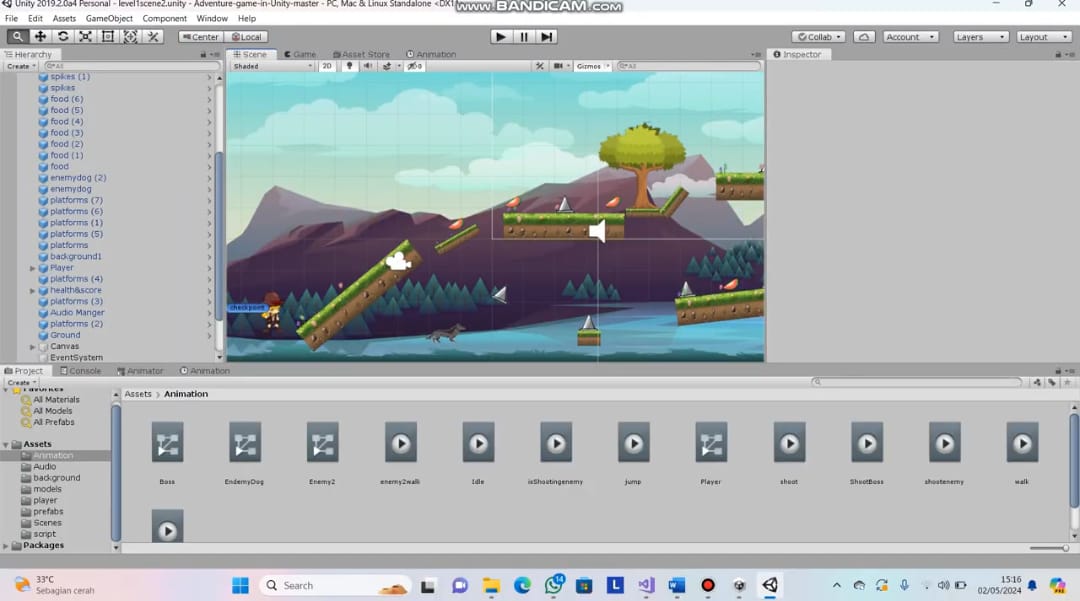 Unity 2019.2.0a4 Personal - level1scene2.unity - Adventure-game-in-Unity-master - PC, Mac & Linux Standalone <DX1
www.BANDICAM.com
File Edit Assets GameObject Component Window Help
Center Local Collab Account Layers Layout
Hierarchy Scene Game Asset Store Animation Inspector
Create All Shaded 2D 0 Gizmos All
spikes (1)
spikes
food (6)
food (5)
food (4)
food (3)
food (2)
food (1)
food
enemydog (2)
enemydog
platforms (7)
platforms (6)
platforms (1)
platforms (5)
platforms
background1
Player
platforms (4)
health&score
platforms (3)
Audio Manger
platforms (2)
Ground
Canvas
EventSystem
checkpoint
Project Console Animator Animation
Create
Favorites
All Materials
All Models
All Prefabs
Assets
Animation
Audio
background
models
player
prefabs
Scenes
script
Packages
Assets > Animation
Boss EndemyDog Enemy2 enemy2walk Idle isShootingenemy jump Player shoot ShootBoss shootenemy walk
33°C
Sebagian cerah
Search
14
15:16
02/05/2024